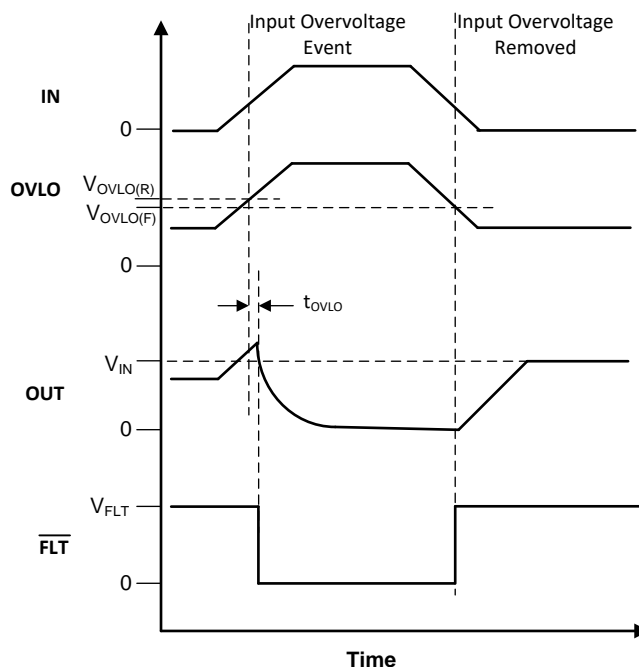 Input Overvoltage
Event
Input Overvoltage
Removed
IN
0
OVLO
VOVLO(R)
VOVLO(F)
0
tOVLO
VIN
OUT
0
VFLT
FLT
0
Time